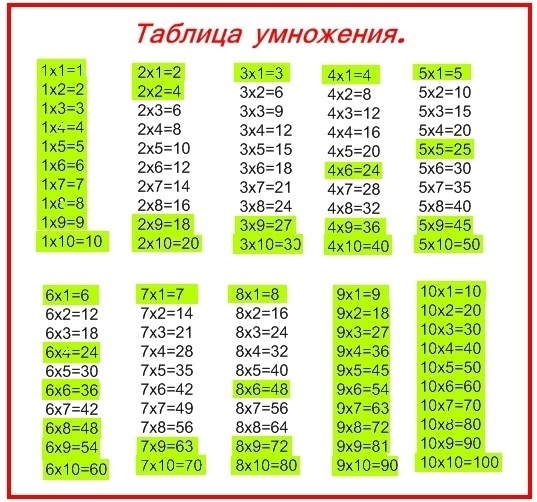 Таблица умножения.
1x1=1
1x2=2
1x3=3
1x4=4
1x5=5
1x6=6
1x7=7
1x8=8
1x9=9
1x10=10
2x1=2
2x2=4
2x3=6
2x4=8
2x5=10
2x6=12
2x7=14
2x8=16
2x9=18
2x10=20
3x1=3
3x2=6
3x3=9
3x4=12
3x5=15
3x6=18
3x7=21
3x8=24
3x9=27
3x10=30
4x1=4
4x2=8
4x3=12
4x4=16
4x5=20
4x6=24
4x7=28
4x8=32
4x9=36
4x10=40
5x1=5
5x2=10
5x3=15
5x4=20
5x5=25
5x6=30
5x7=35
5x8=40
5x9=45
5x10=50
6x1=6
6x2=12
6x3=18
6x4=24
6x5=30
6x6=36
6x7=42
6x8=48
6x9=54
6x10=60
7x1=7
7x2=14
7x3=21
7x4=28
7x5=35
7x6=42
7x7=49
7x8=56
7x9=63
7x10=70
8x1=8
8x2=16
8x3=24
8x4=32
8x5=40
8x6=48
8x7=56
8x8=64
8x9=72
8x10=80
9x1=9
9x2=18
9x3=27
9x4=36
9x5=45
9x6=54
9x7=63
9x8=72
9x9=81
9x10=90
10x1=10
10x2=20
10x3=30
10x4=40
10x5=50
10x6=60
10x7=70
10x8=80
10x9=90
10x10=100